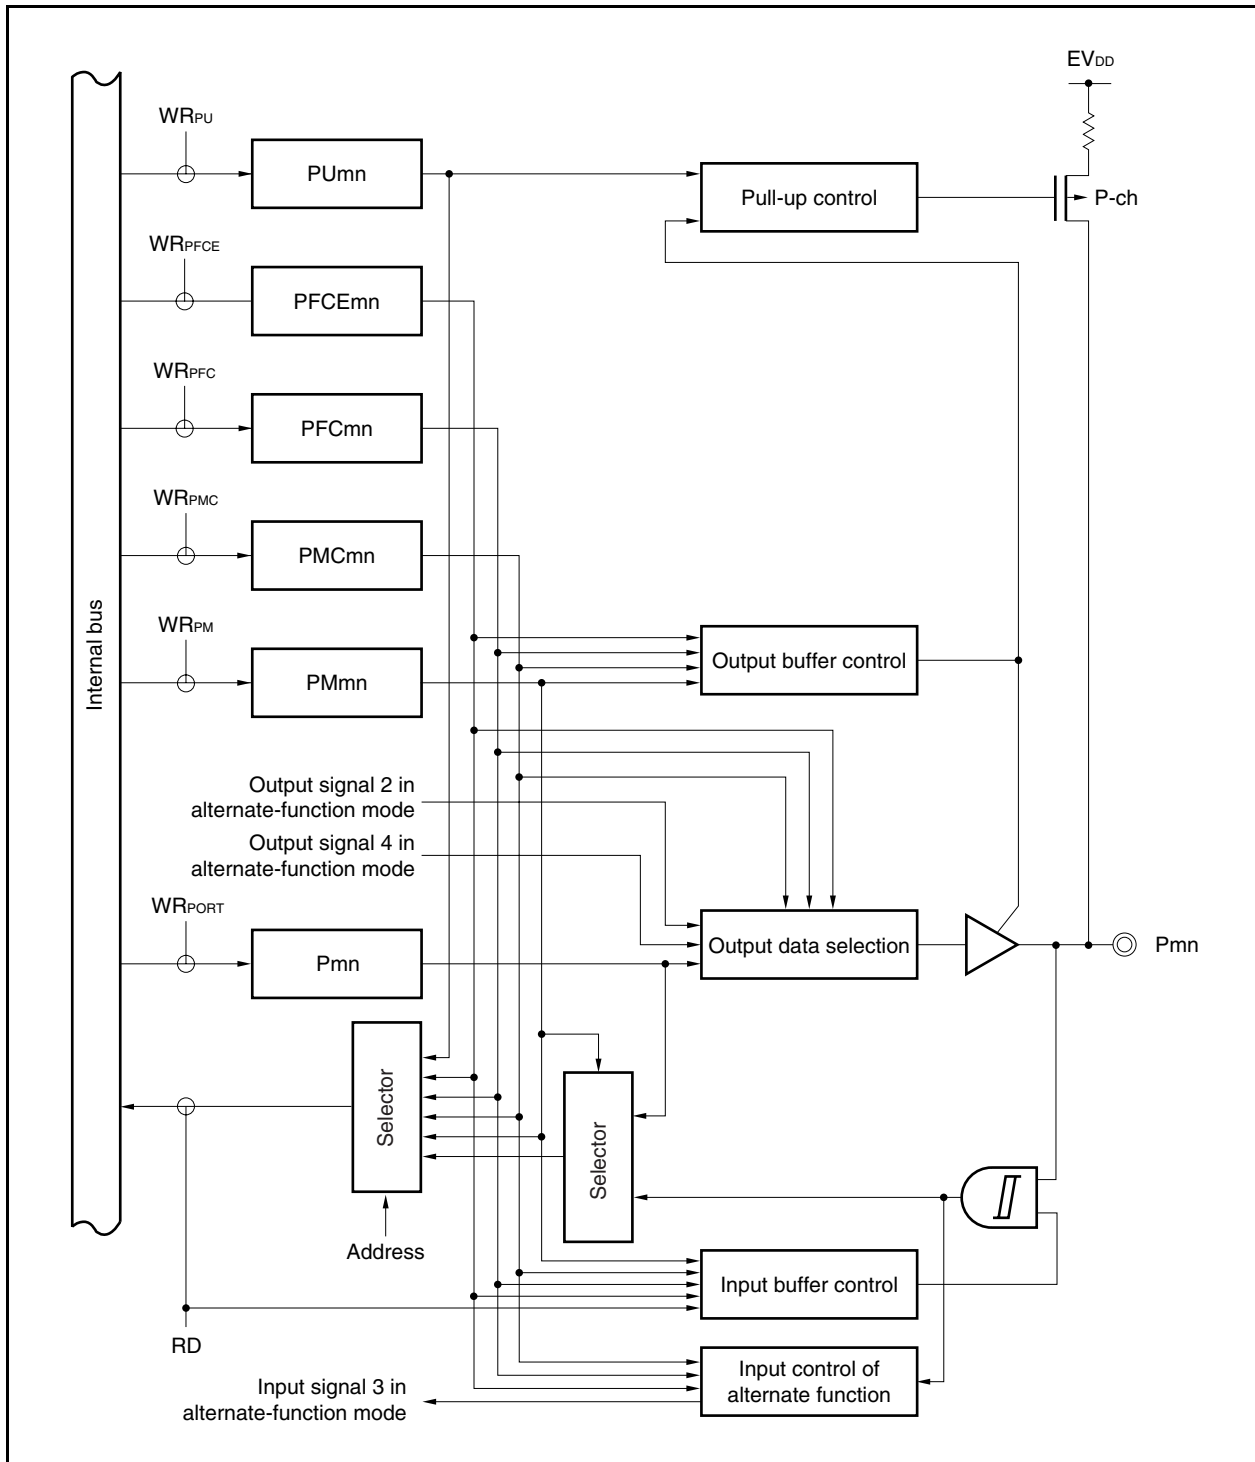 EVDD
WRPU
PUmn
Pull-up control
P-ch
WRPFCE
PFCEmn
WRPFC
PFCmn
WRPMC
PMCmn
Internal bus
WRPM
PMmn
Output buffer control
Output signal 2 in
alternate-function mode
Output signal 4 in
alternate-function mode
WRPORT
Pmn
Output data selection
Pmn
Selector
Selector
Address
Input buffer control
RD
Input control of
alternate function
Input signal 3 in
alternate-function mode